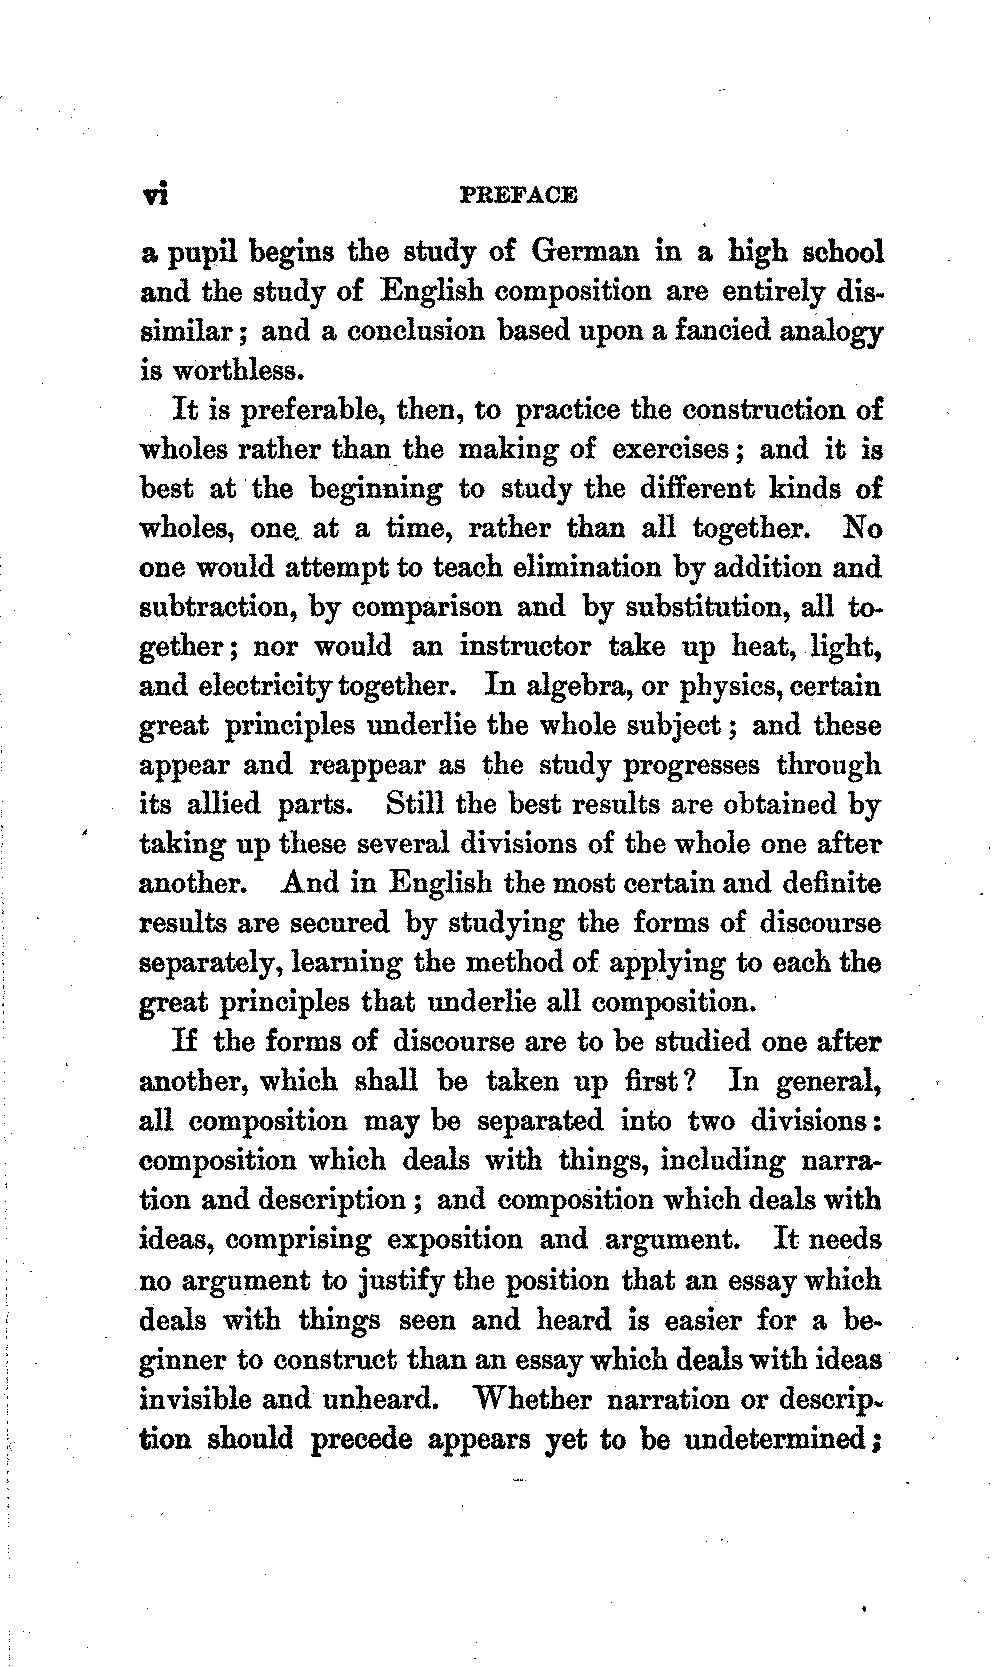 vi PREFACE
a pupil begins the study of German in a high school
and the study of English composition are entirely dis-
similar; and a conclusion based upon a fancied analogy
is worthless.
It is preferable, then, to practice the construction of
wholes rather than the making of exercises; and it is
best at the beginning to study the different kinds of
wholes, one at a time, rather than all together. No
one would attempt to teach elimination by addition and
subtraction, by comparison and by substitution, all to-
gether; nor would an instructor take up heat, light,
and electricity together. In algebra, or physics, certain
great principles underlie the whole subject; and these
appear and reappear as the study progresses through
its allied parts. Still the best results are obtained by
taking up these several divisions of the whole one after
another. And in English the most certain and definite
results are secured by studying the forms of discourse
separately, learning the method of applying to each the
great principles that underlie all composition.
If the forms of discourse are to be studied one after
another, which shall be taken up first? In general,
all composition may be separated into two divisions:
composition which deals with things, including narra-
tion and description; and composition which deals with
ideas, comprising exposition and argument. It needs
no argument to justify the position that an essay which
deals with things seen and heard is easier for a be-
ginner to construct than an essay which deals with ideas
invisible and unheard. Whether narration or descrip-
tion should precede appears yet to be undetermined;